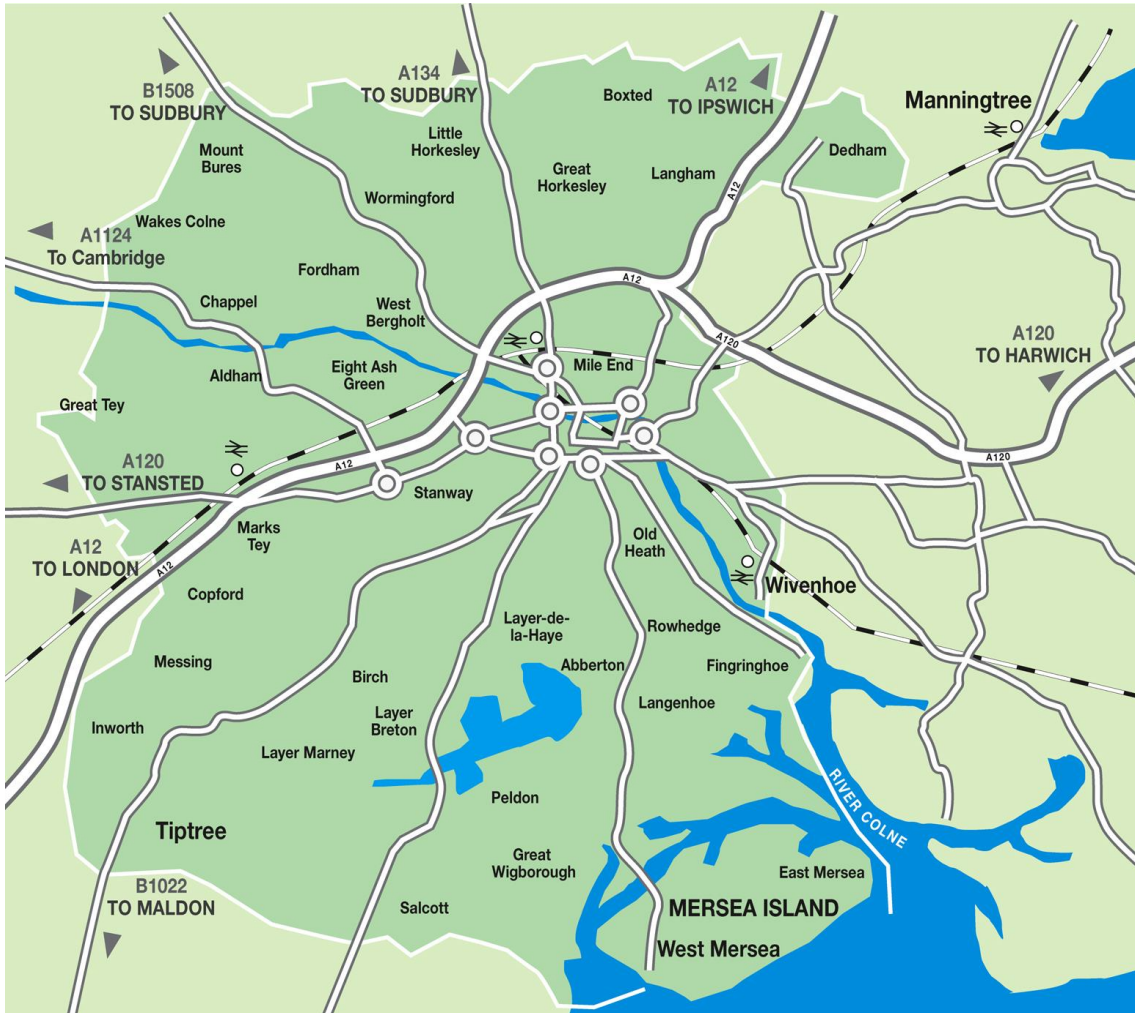 B1508
TO SUDBURY
A134
TO SUDBURY
A12
TO IPSWICH
Boxted
Manningtree
Little
Horkesley
Mount
Bures
Great
Horkesley
Langham
Dedham
A12
Wormingford
Wakes Colne
A1124
To Cambridge
Fordham
A12
Chappel
West
Bergholt
A120
A120
TO HARWICH
Mile End
Eight Ash
Green
Aldham
Great Tey
A120
TO STANSTED
A12
A120
Stanway
Marks
Tey
Old
Heath
A12
TO LONDON
A12
Copford
Wivenhoe
Layer-de-
la-Haye
Rowhedge
Messing
Abberton
Fingringhoe
Birch
Langenhoe
Layer
Breton
Inworth
Layer Marney
Peldon
RIVER COLNE
Tiptree
Great
Wigborough
East Mersea
B1022
TO MALDON
Salcott
MERSEA ISLAND
West Mersea